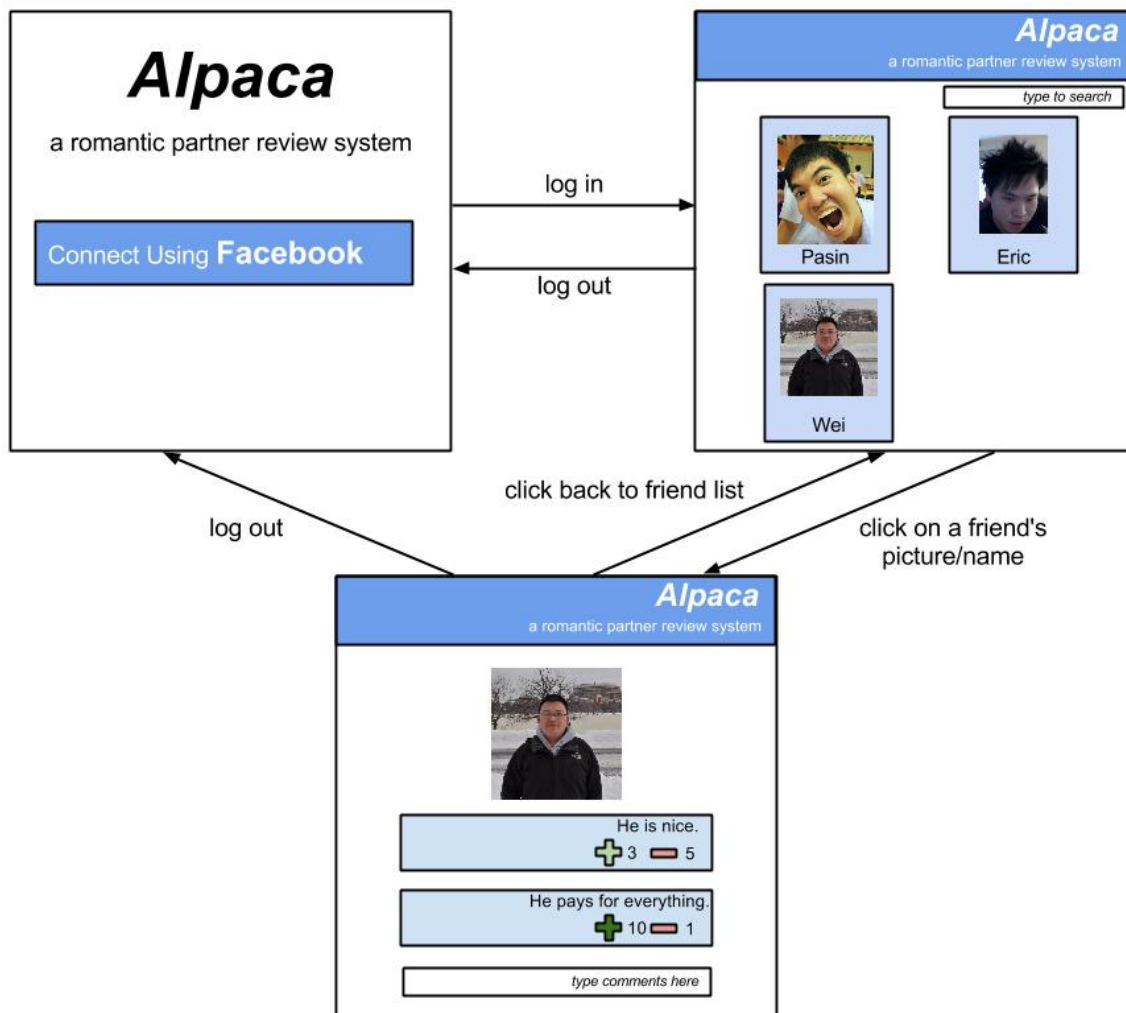 Alpaca
a romantic partner review system
Connect Using Facebook
log in
log out
Alpaca
a romantic partner review system
type to search
Pasin
Eric
Wei
log out
click back to friend list
click on a friend's
picture/name
Alpaca
a romantic partner review system
He is nice.
3 5
He pays for everything.
10 1
type comments here